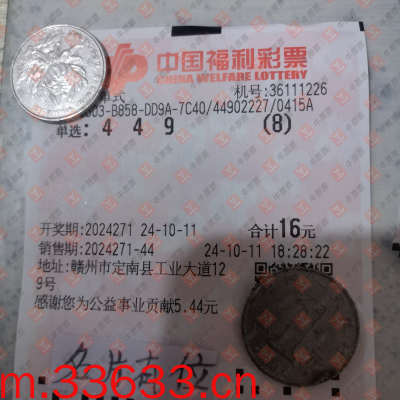 中国福利彩票
CHINA WELFARE LOTTERY
单式
机号:36111226
03-B858-DD9A-7C40/44902227/0415A
单选: 4 4 9 (8)
开奖期:2024271 24-10-11 合计16元
销售期:2024271-44 24-10-11 18:28:22
地址:赣州市定南县工业大道12
9号
感谢您为公益事业贡献5.44元
m.33633.cn